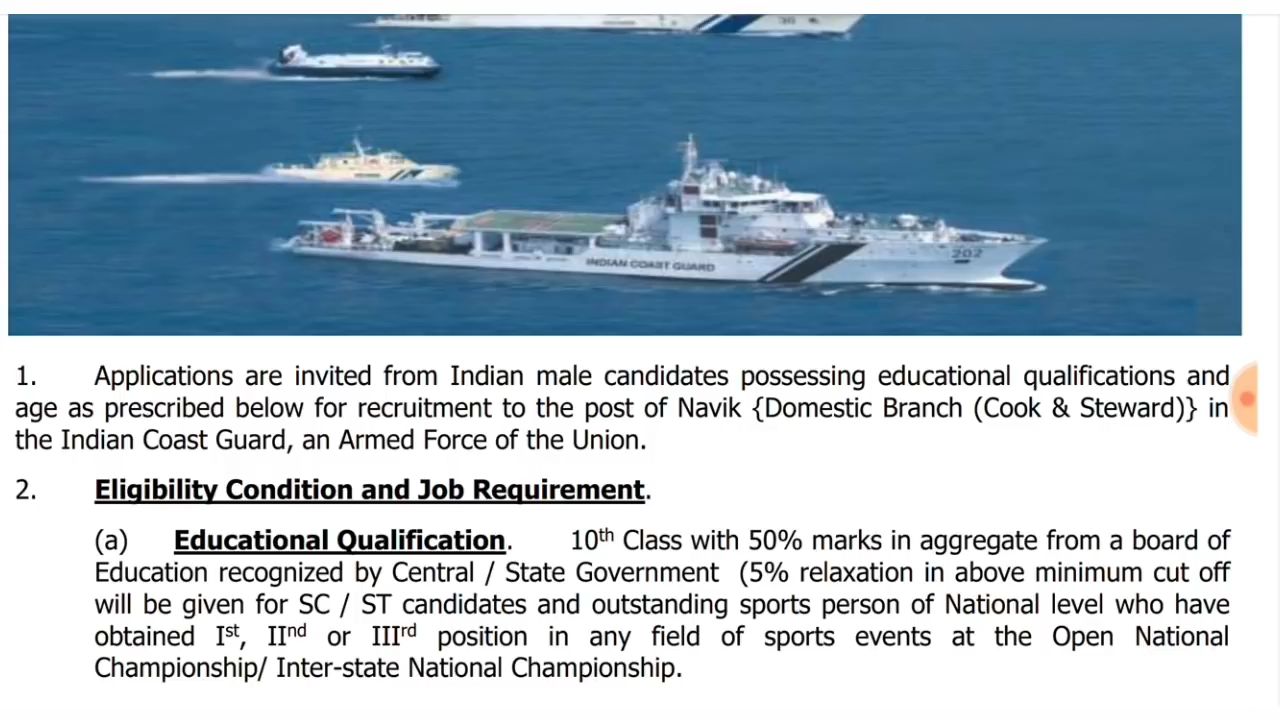 30
INDIAN COAST GUARD
202
1. Applications are invited from Indian male candidates possessing educational qualifications and
age as prescribed below for recruitment to the post of Navik {Domestic Branch (Cook & Steward)} in
the Indian Coast Guard, an Armed Force of the Union.
2. Eligibility Condition and Job Requirement.
(a) Educational Qualification. 10th Class with 50% marks in aggregate from a board of
Education recognized by Central / State Government (5% relaxation in above minimum cut off
will be given for SC / ST candidates and outstanding sports person of National level who have
obtained Ist, IInd or IIIrd position in any field of sports events at the Open National
Championship/ Inter-state National Championship.